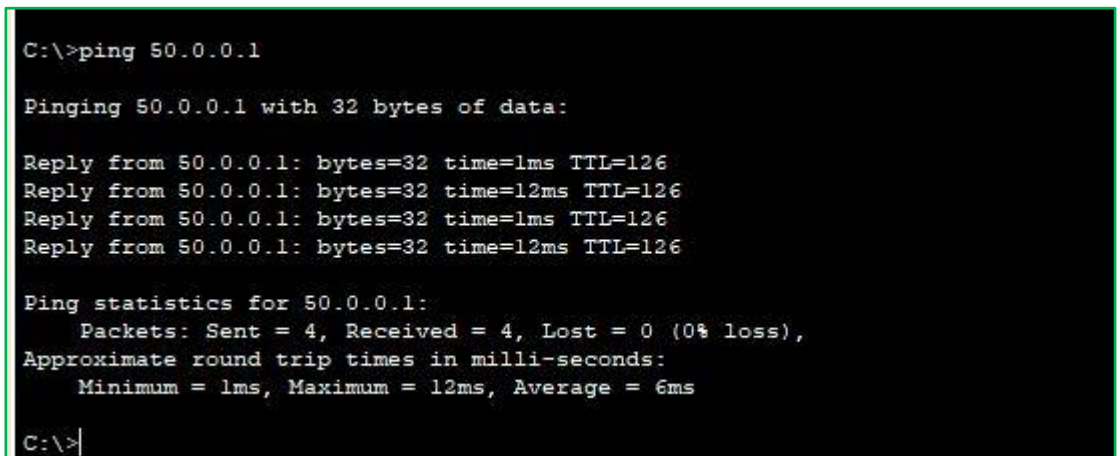 C:\>ping 50.0.0.1
Pinging 50.0.0.1 with 32 bytes of data:
Reply from 50.0.0.1: bytes=32 time=1ms TTL=126
Reply from 50.0.0.1: bytes=32 time=12ms TTL=126
Reply from 50.0.0.1: bytes=32 time=1ms TTL=126
Reply from 50.0.0.1: bytes=32 time=12ms TTL=126
Ping statistics for 50.0.0.1:
Packets: Sent = 4, Received = 4, Lost = 0 (0% loss),
Approximate round trip times in milli-seconds:
Minimum = 1ms, Maximum = 12ms, Average = 6ms
C:\>